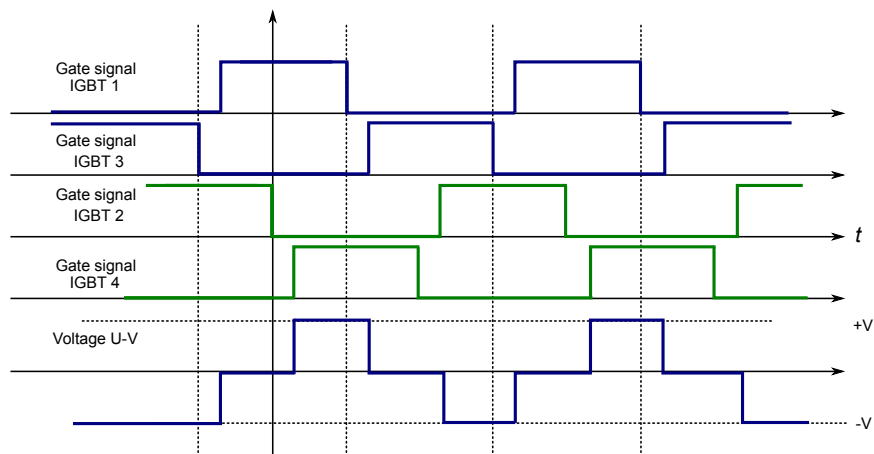 Gate signal
IGBT 1
Gate signal
IGBT 3
Gate signal
IGBT 2
t
Gate signal
IGBT 4
+V
Voltage U-V
-V